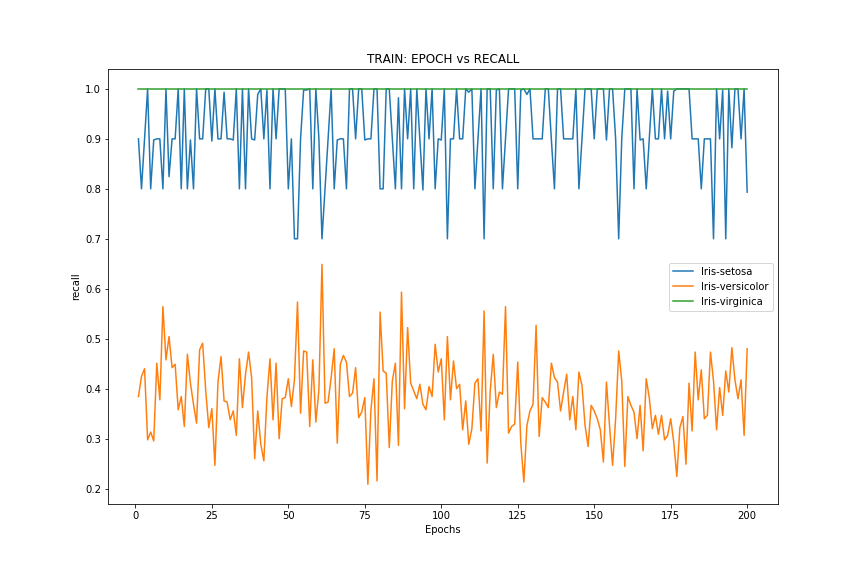 TRAIN: EPOCH vs RECALL
1.0
0.9
0.8
0.7
0.6
0.5
0.4
0.3
0.2
recall
Iris-setosa
Iris-versicolor
Iris-virginica
0 25 50 75 100 125 150 175 200
Epochs